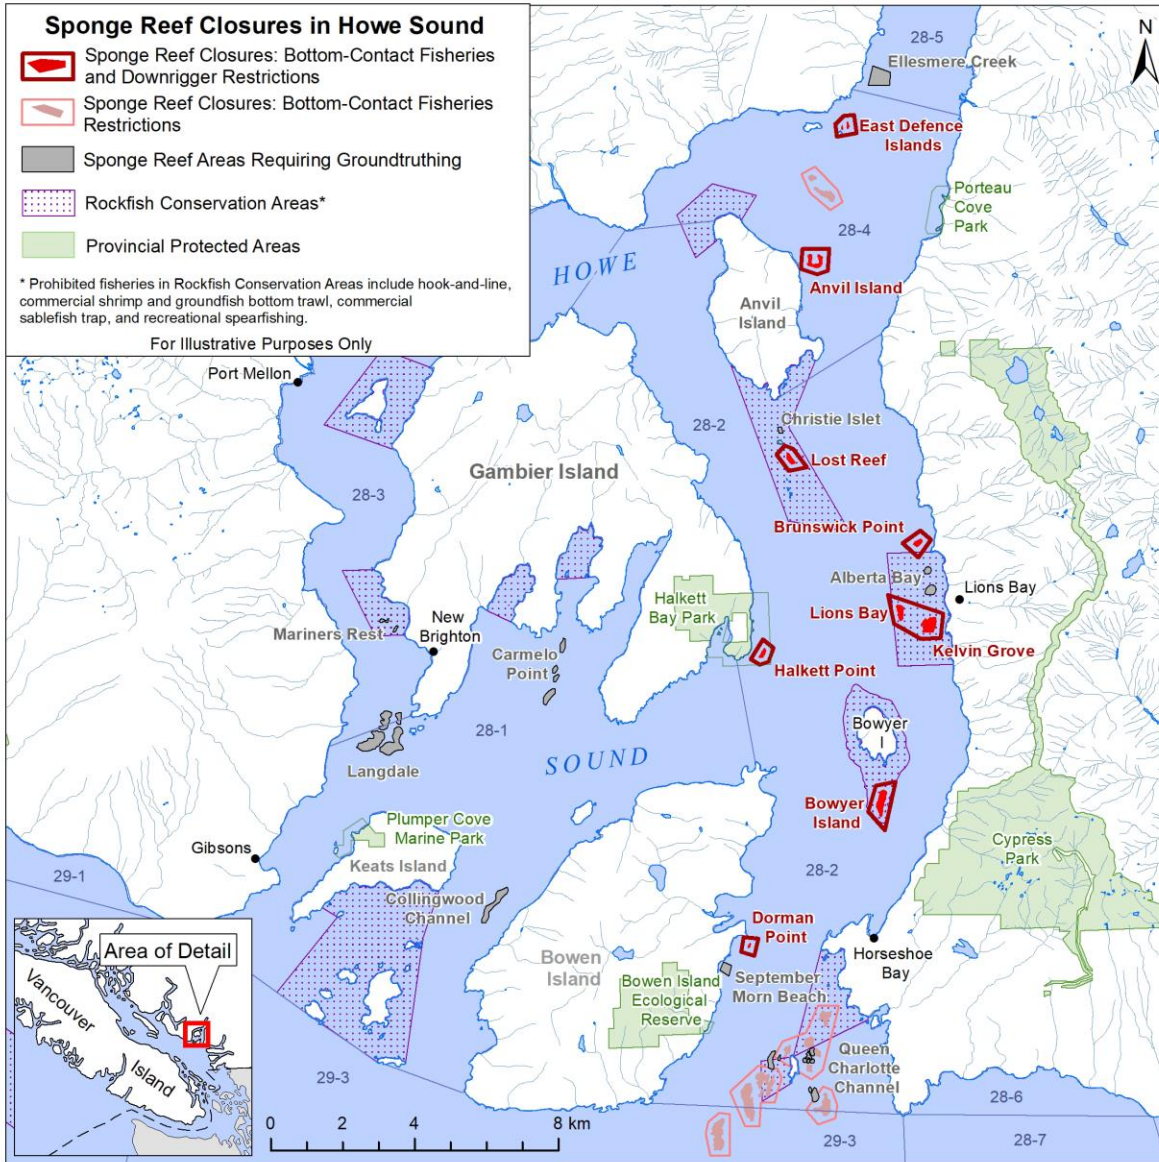 Sponge Reef Closures in Howe Sound
Sponge Reef Closures: Bottom-Contact Fisheries
and Downrigger Restrictions
Sponge Reef Closures: Bottom-Contact Fisheries
Restrictions
Sponge Reef Areas Requiring Groundtruthing
Rockfish Conservation Areas*
Provincial Protected Areas
* Prohibited fisheries in Rockfish Conservation Areas include hook-and-line,
commercial shrimp and groundfish bottom trawl, commercial
sablefish trap, and recreational spearfishing.
For Illustrative Purposes Only
N
28-5
Ellesmere Creek
East Defence
Islands
Porteau
Cove
Park
28-4
HOWE
Anvil Island
Anvil
Island
Port Mellon
Christie Islet
28-2
Lost Reef
Gambier Island
28-3
Brunswick Point
Alberta Bay
Lions Bay
Halkett
Bay Park
Lions Bay
New
Brighton
Mariners Rest
Carmelo
Point
Kelvin Grove
Halkett Point
28-1
Bowyer
I
SOUND
Langdale
Bowyer
Island
Plumper Cove
Marine Park
Gibsons
Keats Island
Cypress
Park
28-2
29-1
Collingwood
Channel
Dorman
Point
Horseshoe
Bay
Area of Detail
Vancouver
Island
Bowen
Island
Bowen Island
Ecological
Reserve
September
Morn Beach
Queen
Charlotte
Channel
29-3
28-6
0 2 4 8 km
29-3
28-7